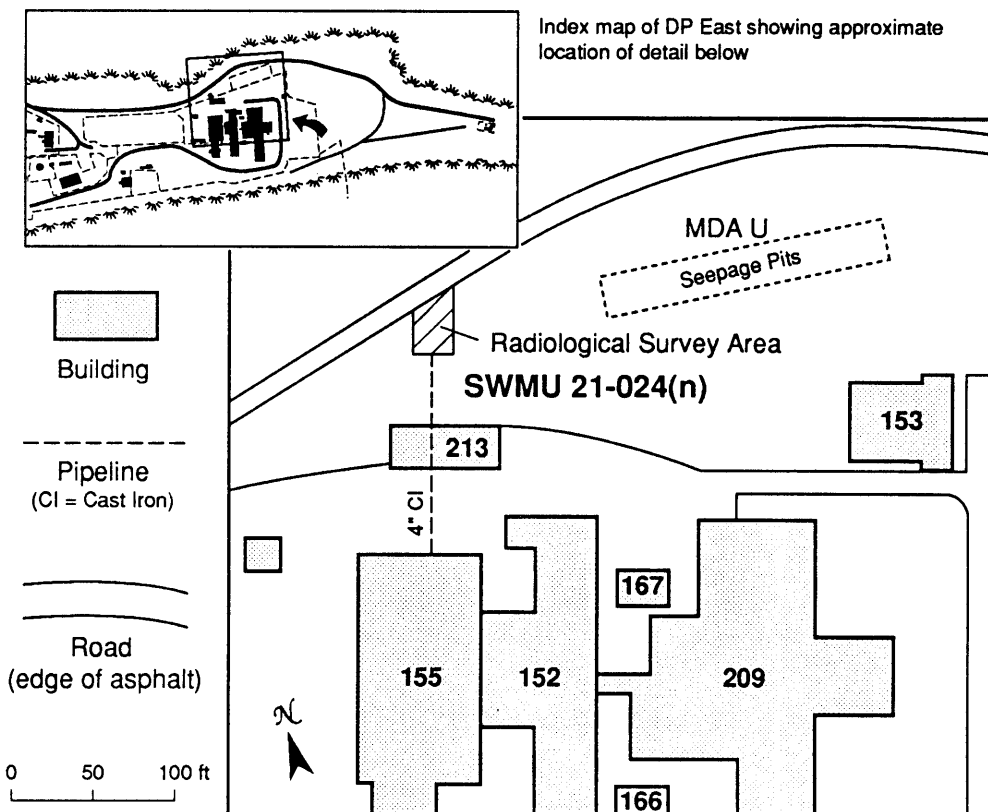 Index map of DP East showing approximate
location of detail below
MDA U
Seepage Pits
Radiological Survey Area
SWMU 21-024(n)
Building
153
213
Pipeline
(CI = Cast Iron)
4" CI
167
Road
(edge of asphalt)
155
152
209
N
0 50 100 ft
166